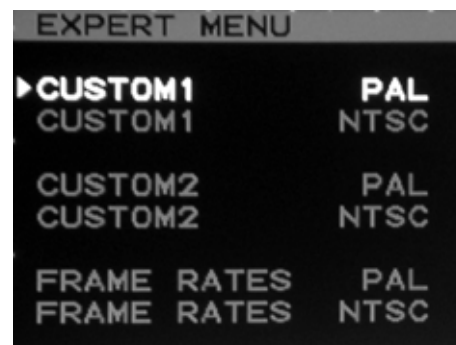 EXPERT MENU
CUSTOM1 PAL
CUSTOM1 NTSC
CUSTOM2 PAL
CUSTOM2 NTSC
FRAME RATES PAL
FRAME RATES NTSC